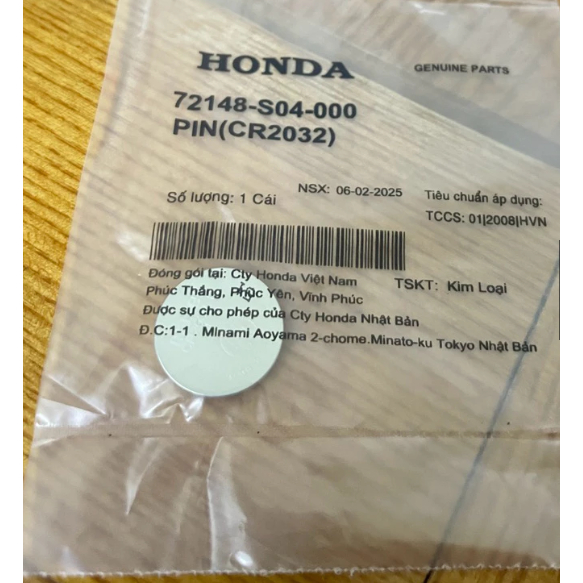 HONDA GENUINE PARTS
72148-S04-000
PIN(CR2032)
Số lượng: 1 Cái NSX: 06-02-2025 Tiêu chuẩn áp dụng:
TCCS: 01|2008|HVN
Đóng gói tại: Cty Honda Việt Nam TSKT: Kim Loại
Phúc Thắng, Phúc Yên, Vĩnh Phúc
Được sự cho phép của Cty Honda Nhật Bản
Đ.C:1-1 . Minami Aoyama 2-chome.Minato-ku Tokyo Nhật Bản